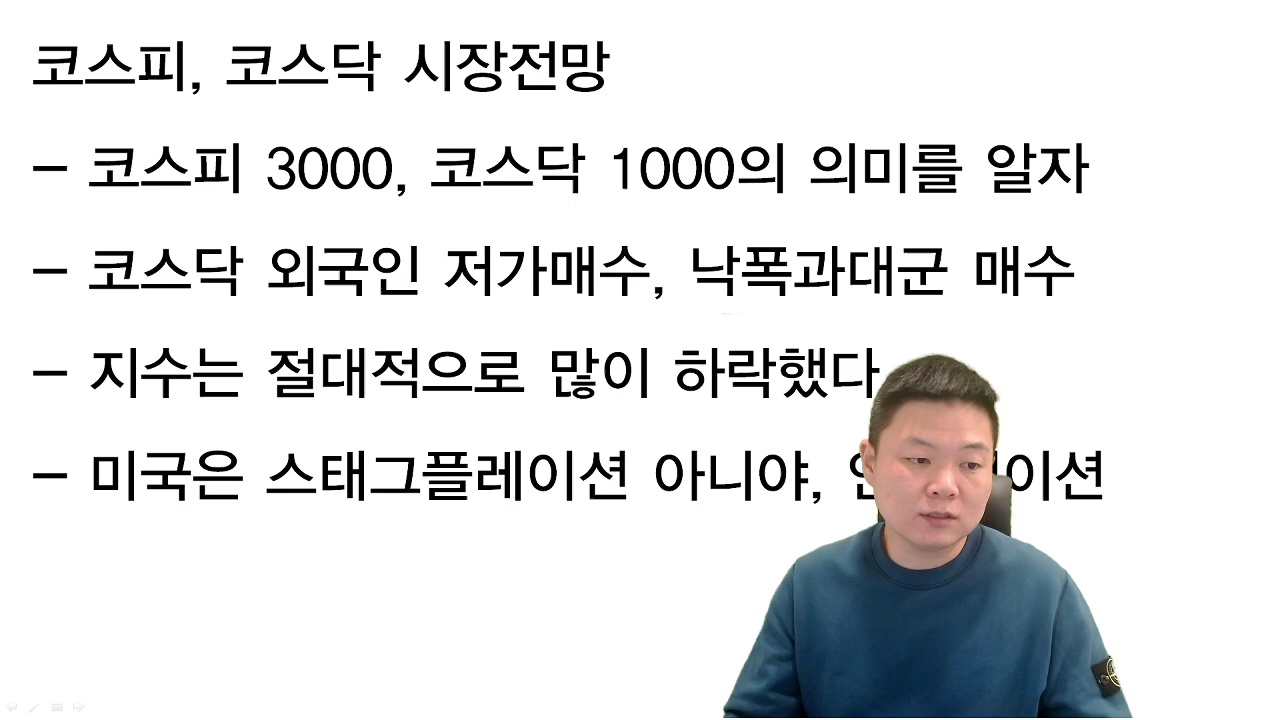 코스피, 코스닥 시장전망
- 코스피 3000, 코스닥 1000의 의미를 알자
- 코스닥 외국인 저가매수, 낙폭과대군 매수
- 지수는 절대적으로 많이 하락했다
- 미국은 스태그플레이션 아니야,